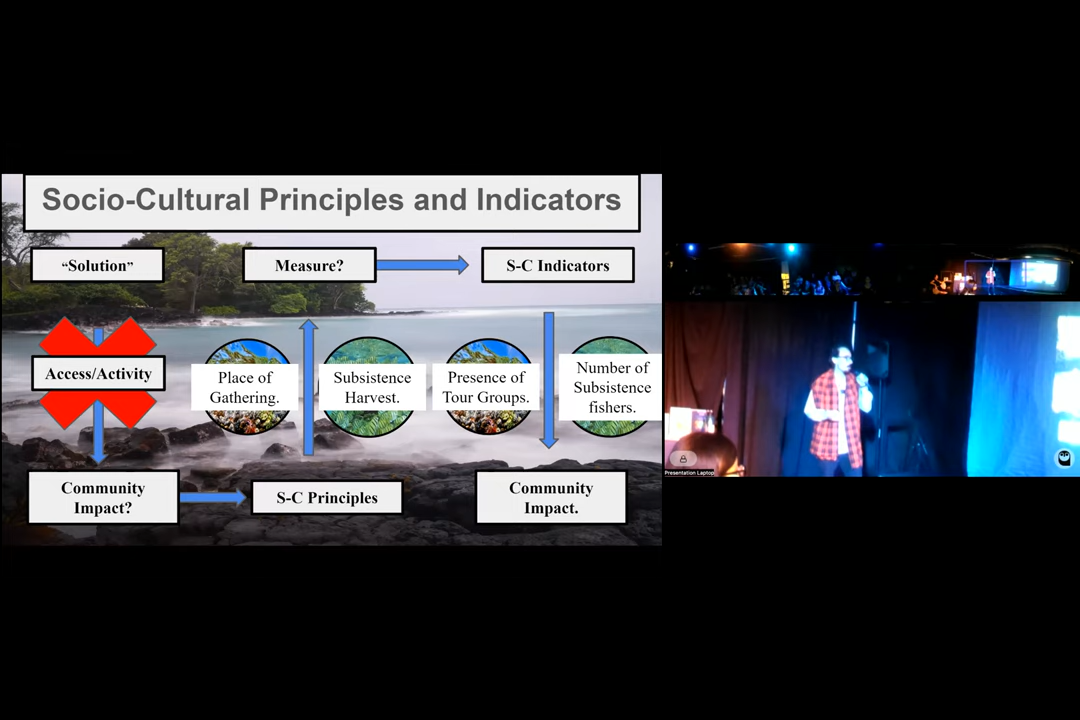 Socio-Cultural Principles and Indicators
“Solution”
Measure?
S-C Indicators
Access/Activity
Place of
Gathering.
Subsistence
Harvest.
Presence of
Tour Groups.
Number of
Subsistence
fishers.
Community
Impact?
S-C Principles
Community
Impact.
Presentation Laptop